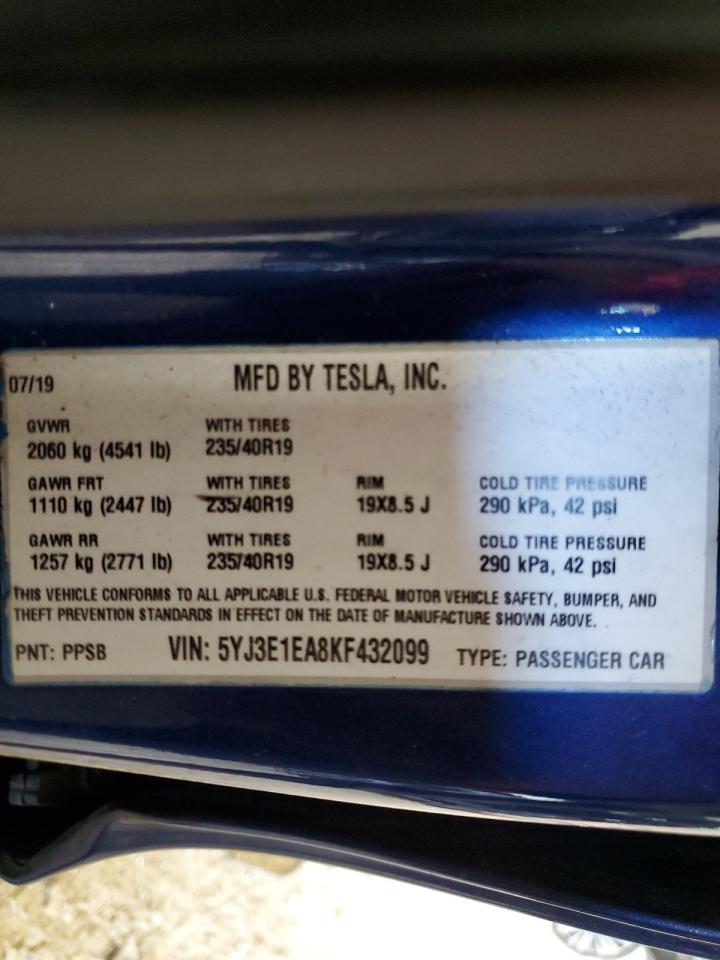 07/19 MFD BY TESLA, INC.
GVWR WITH TIRES
2060 kg (4541 lb) 235/40R19
GAWR FRT WITH TIRES RIM COLD TIRE PRESSURE
1110 kg (2447 lb) 235/40R19 19X8.5 J 290 kPa, 42 psi
GAWR RR WITH TIRES RIM COLD TIRE PRESSURE
1257 kg (2771 lb) 235/40R19 19X8.5 J 290 kPa, 42 psi
THIS VEHICLE CONFORMS TO ALL APPLICABLE U.S. FEDERAL MOTOR VEHICLE SAFETY, BUMPER, AND
THEFT PREVENTION STANDARDS IN EFFECT ON THE DATE OF MANUFACTURE SHOWN ABOVE.
PNT: PPSB VIN: 5YJ3E1EA8KF432099 TYPE: PASSENGER CAR